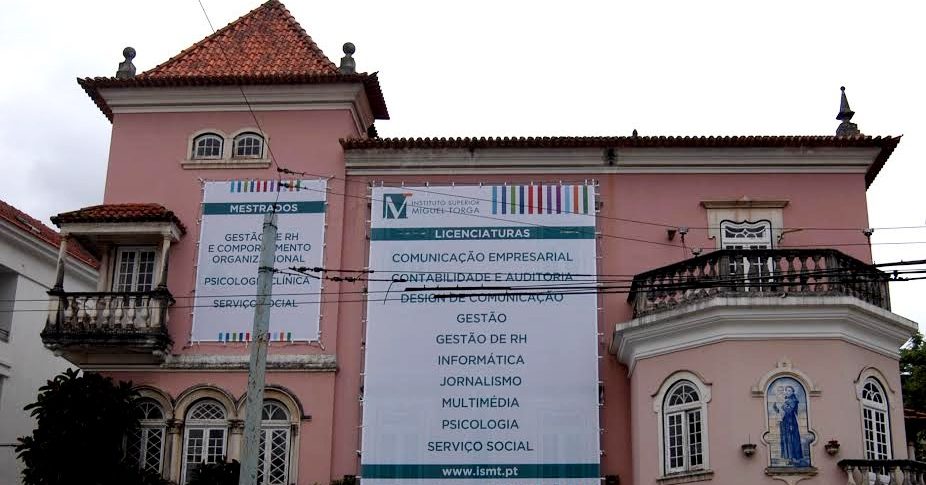 MESTRADOS
GESTÃO DE RH
E COMPORTAMENTO
ORGANIZACIONAL
PSICOLOGIA CLÍNICA
SERVIÇO SOCIAL
INSTITUTO SUPERIOR
MIGUEL TORGA
LICENCIATURAS
COMUNICAÇÃO EMPRESARIAL
CONTABILIDADE E AUDITORIA
DESIGN DE COMUNICAÇÃO
GESTÃO
GESTÃO DE RH
INFORMÁTICA
JORNALISMO
MULTIMÉDIA
PSICOLOGIA
SERVIÇO SOCIAL
www.ismt.pt